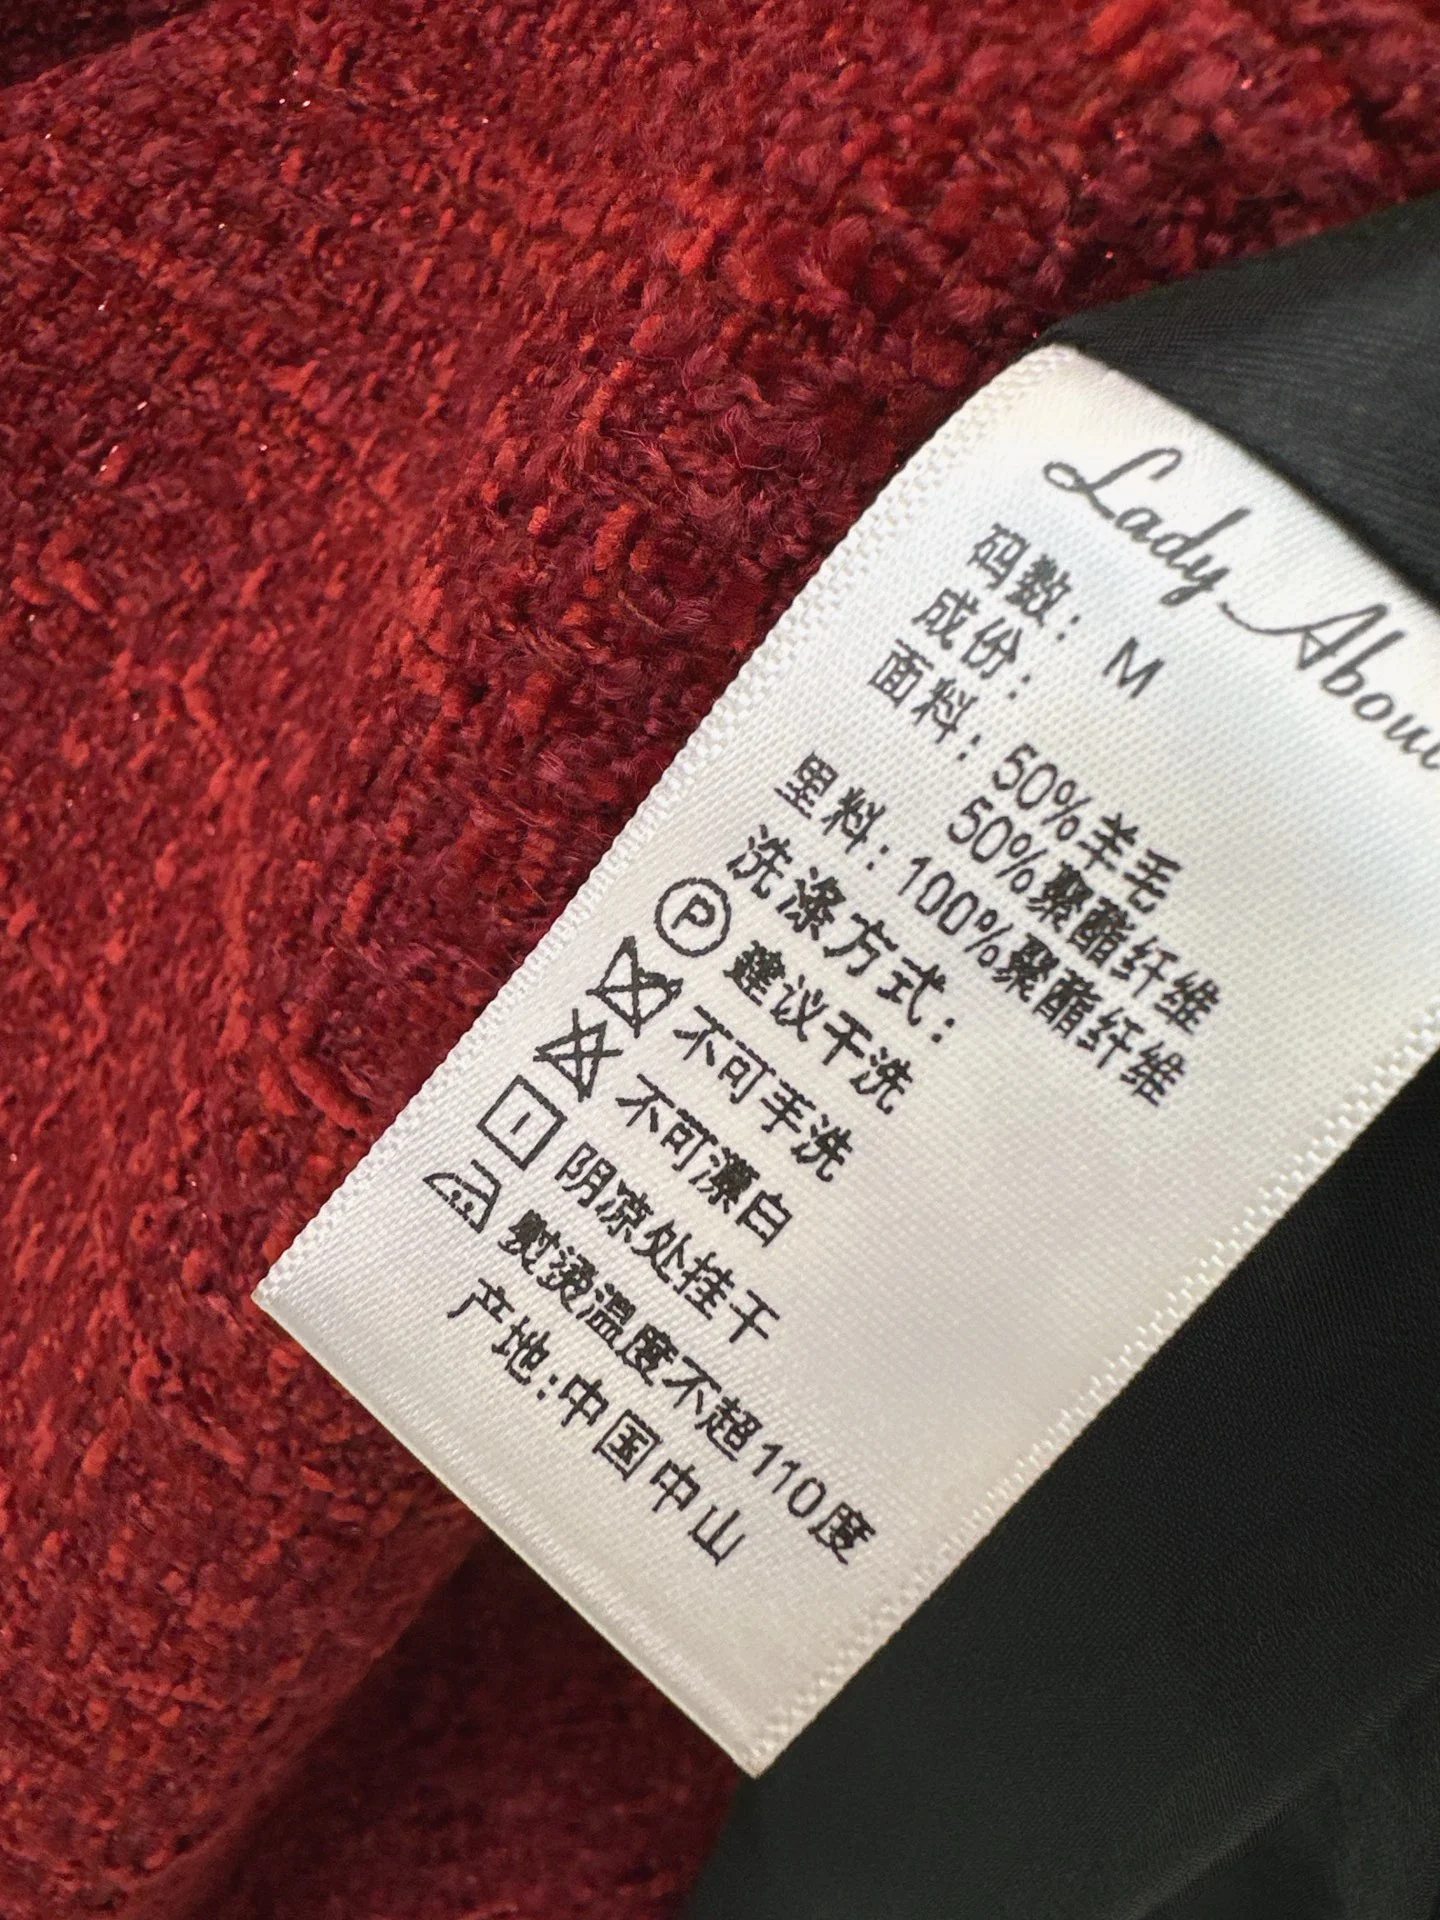 Lady About
码数: M
成份:
面料: 50%羊毛
50%聚酯纤维
里料: 100%聚酯纤维
洗涤方式:
P 建议干洗
不可手洗
不可漂白
阴凉处挂干
熨烫温度不超110度
产地:中国中山